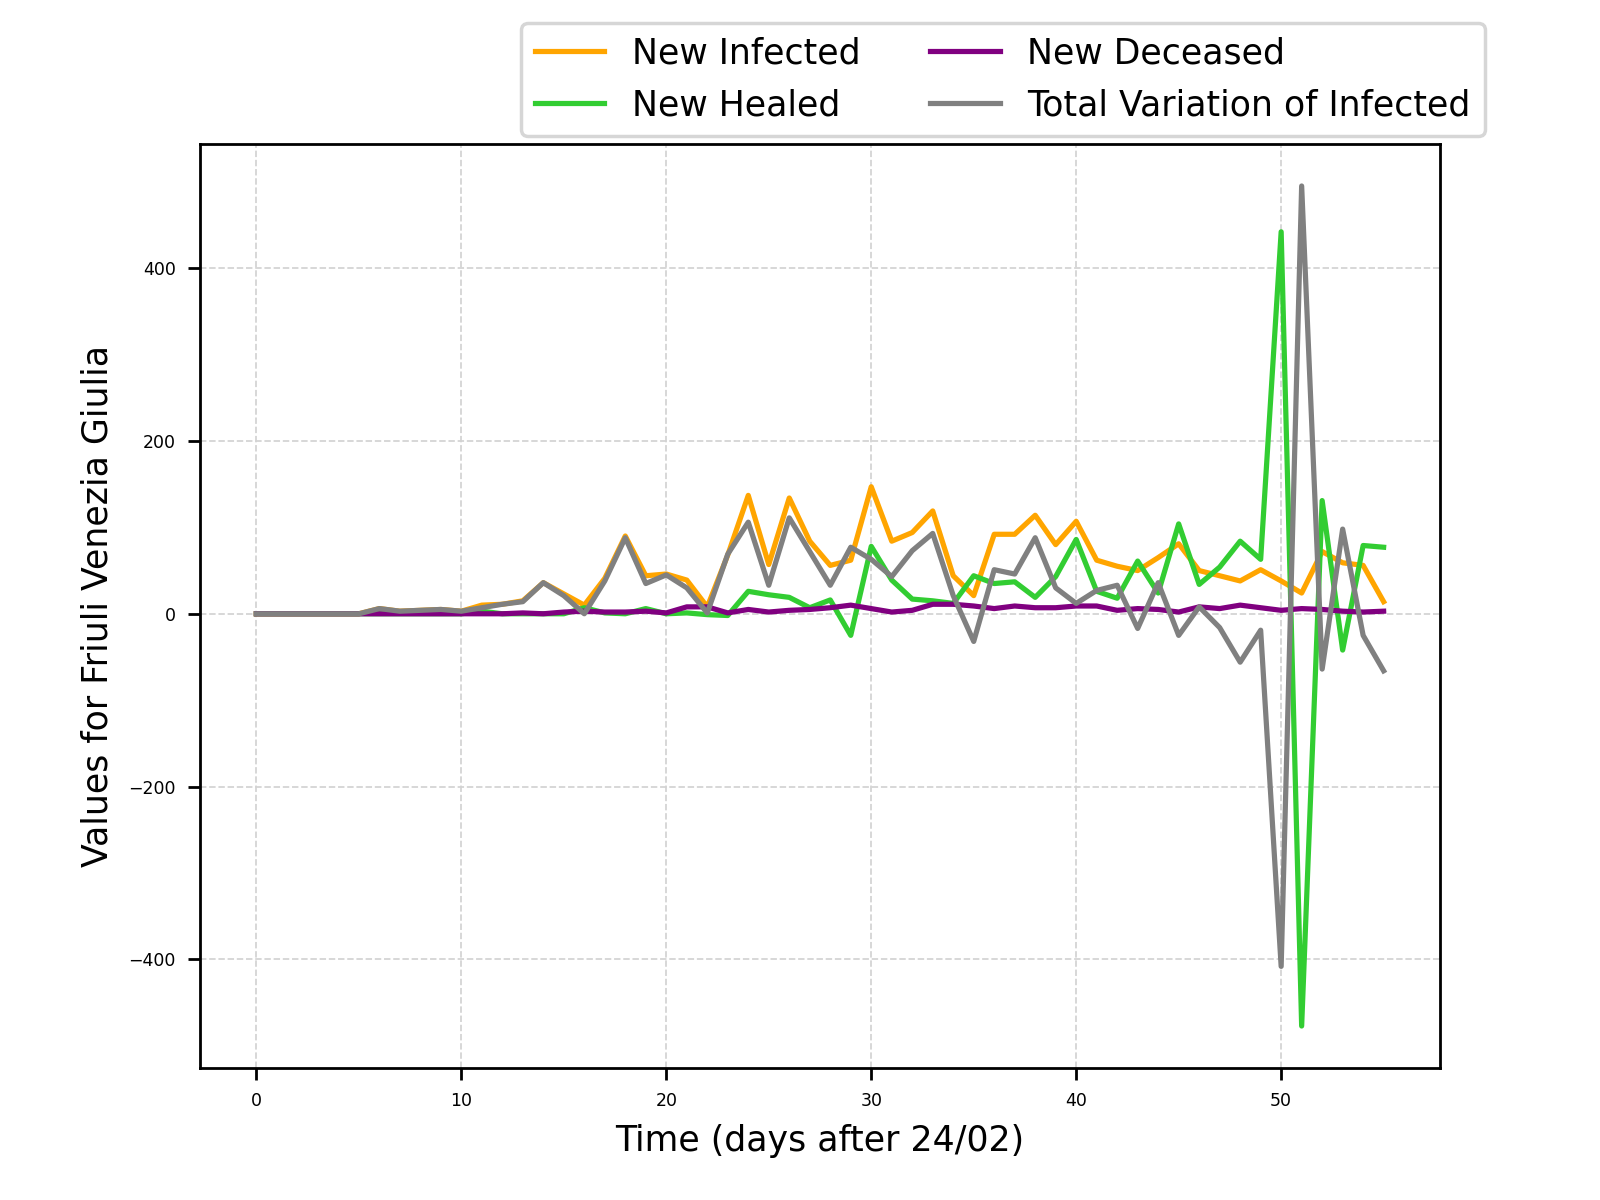 New Infected
New Healed
New Deceased
Total Variation of Infected
Values for Friuli Venezia Giulia
400
200
0
−200
−400
0 10 20 30 40 50
Time (days after 24/02)